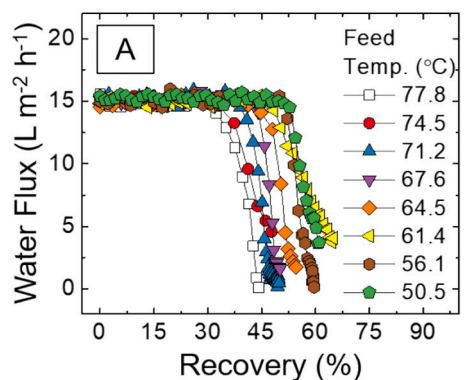 A
Feed
Temp. (°C)
77.8
74.5
71.2
67.6
64.5
61.4
56.1
50.5
20
15
10
5
0
0 15 30 45 60 75 90
Water Flux (L m⁻² h⁻¹)
Recovery (%)